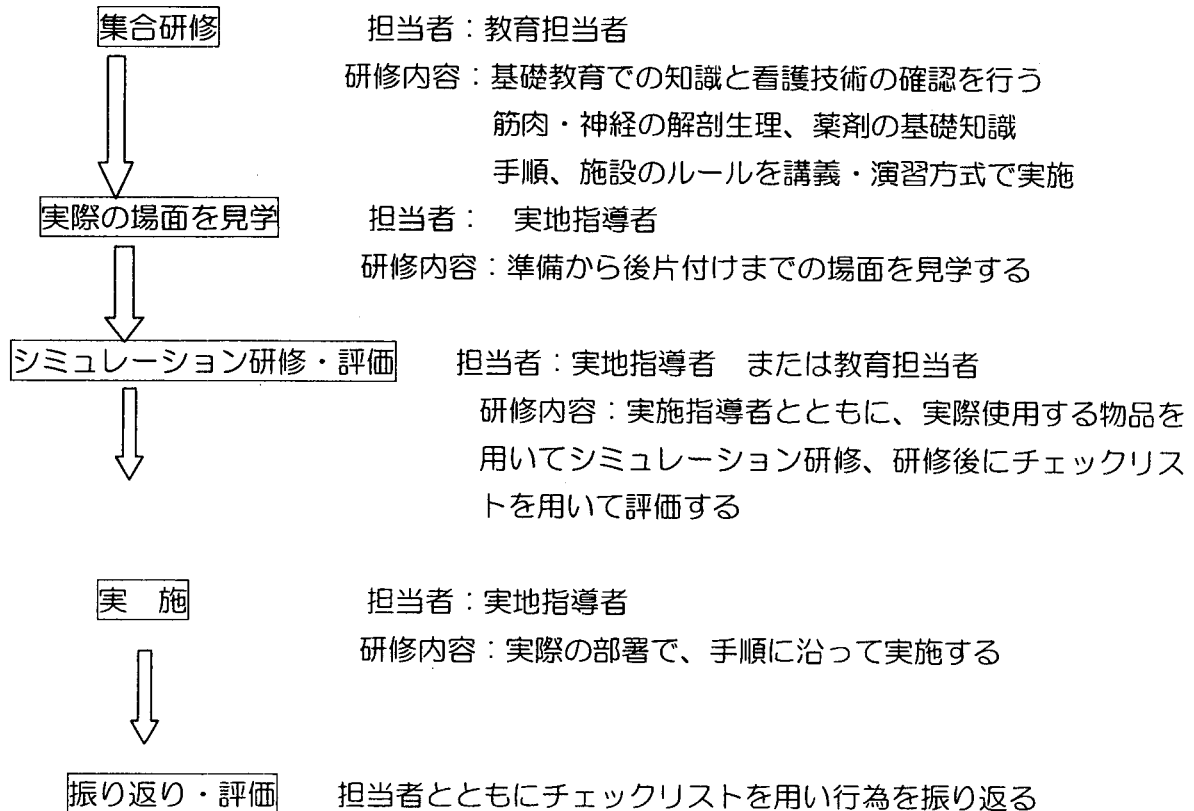 集合研修　担当者：教育担当者
研修内容：基礎教育での知識と看護技術の確認を行う
筋肉・神経の解剖生理、薬剤の基礎知識
手順、施設のルールを講義・演習方式で実施
実際の場面を見学　担当者：　実地指導者
研修内容：準備から後片付けまでの場面を見学する
シミュレーション研修・評価　担当者：実地指導者　または教育担当者
研修内容：実施指導者とともに、実際使用する物品を
用いてシミュレーション研修、研修後にチェックリス
トを用いて評価する
実　施　担当者：実地指導者
研修内容：実際の部署で、手順に沿って実施する
振り返り・評価　担当者とともにチェックリストを用い行為を振り返る